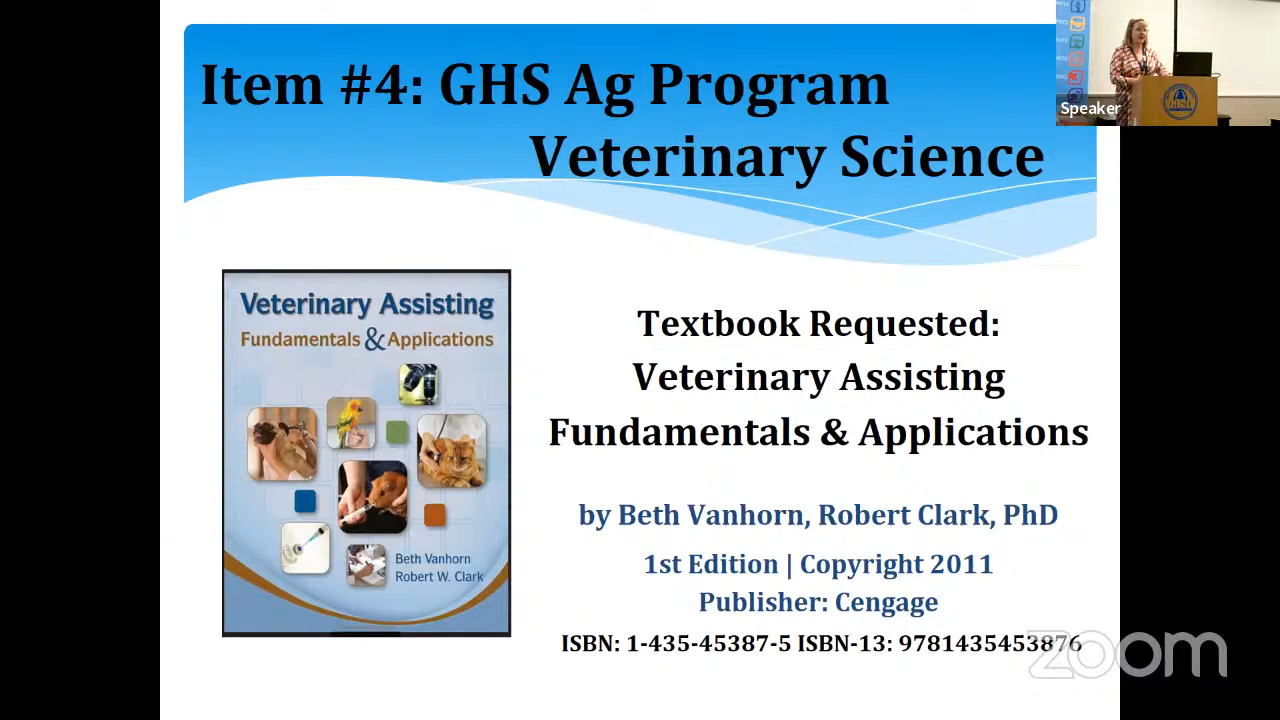 Item #4: GHS Ag Program
Veterinary Science
Speaker
Veterinary Assisting
Fundamentals & Applications
Beth Vanhorn
Robert W. Clark
Textbook Requested:
Veterinary Assisting
Fundamentals & Applications
by Beth Vanhorn, Robert Clark, PhD
1st Edition | Copyright 2011
Publisher: Cengage
ISBN: 1-435-45387-5 ISBN-13: 9781435453876
zoom